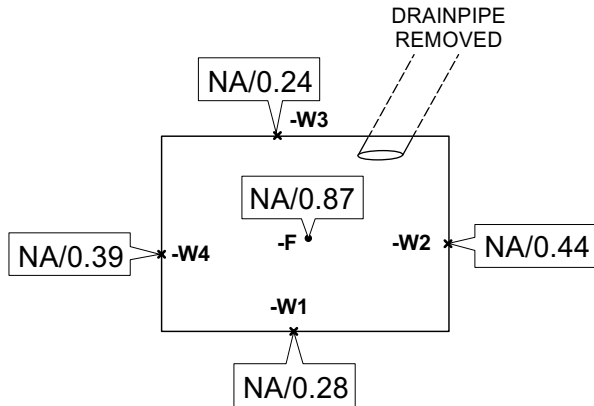 DRAINPIPE
REMOVED
NA/0.24
-W3
NA/0.87
-F
-W2
NA/0.44
NA/0.39
-W4
-W1
NA/0.28